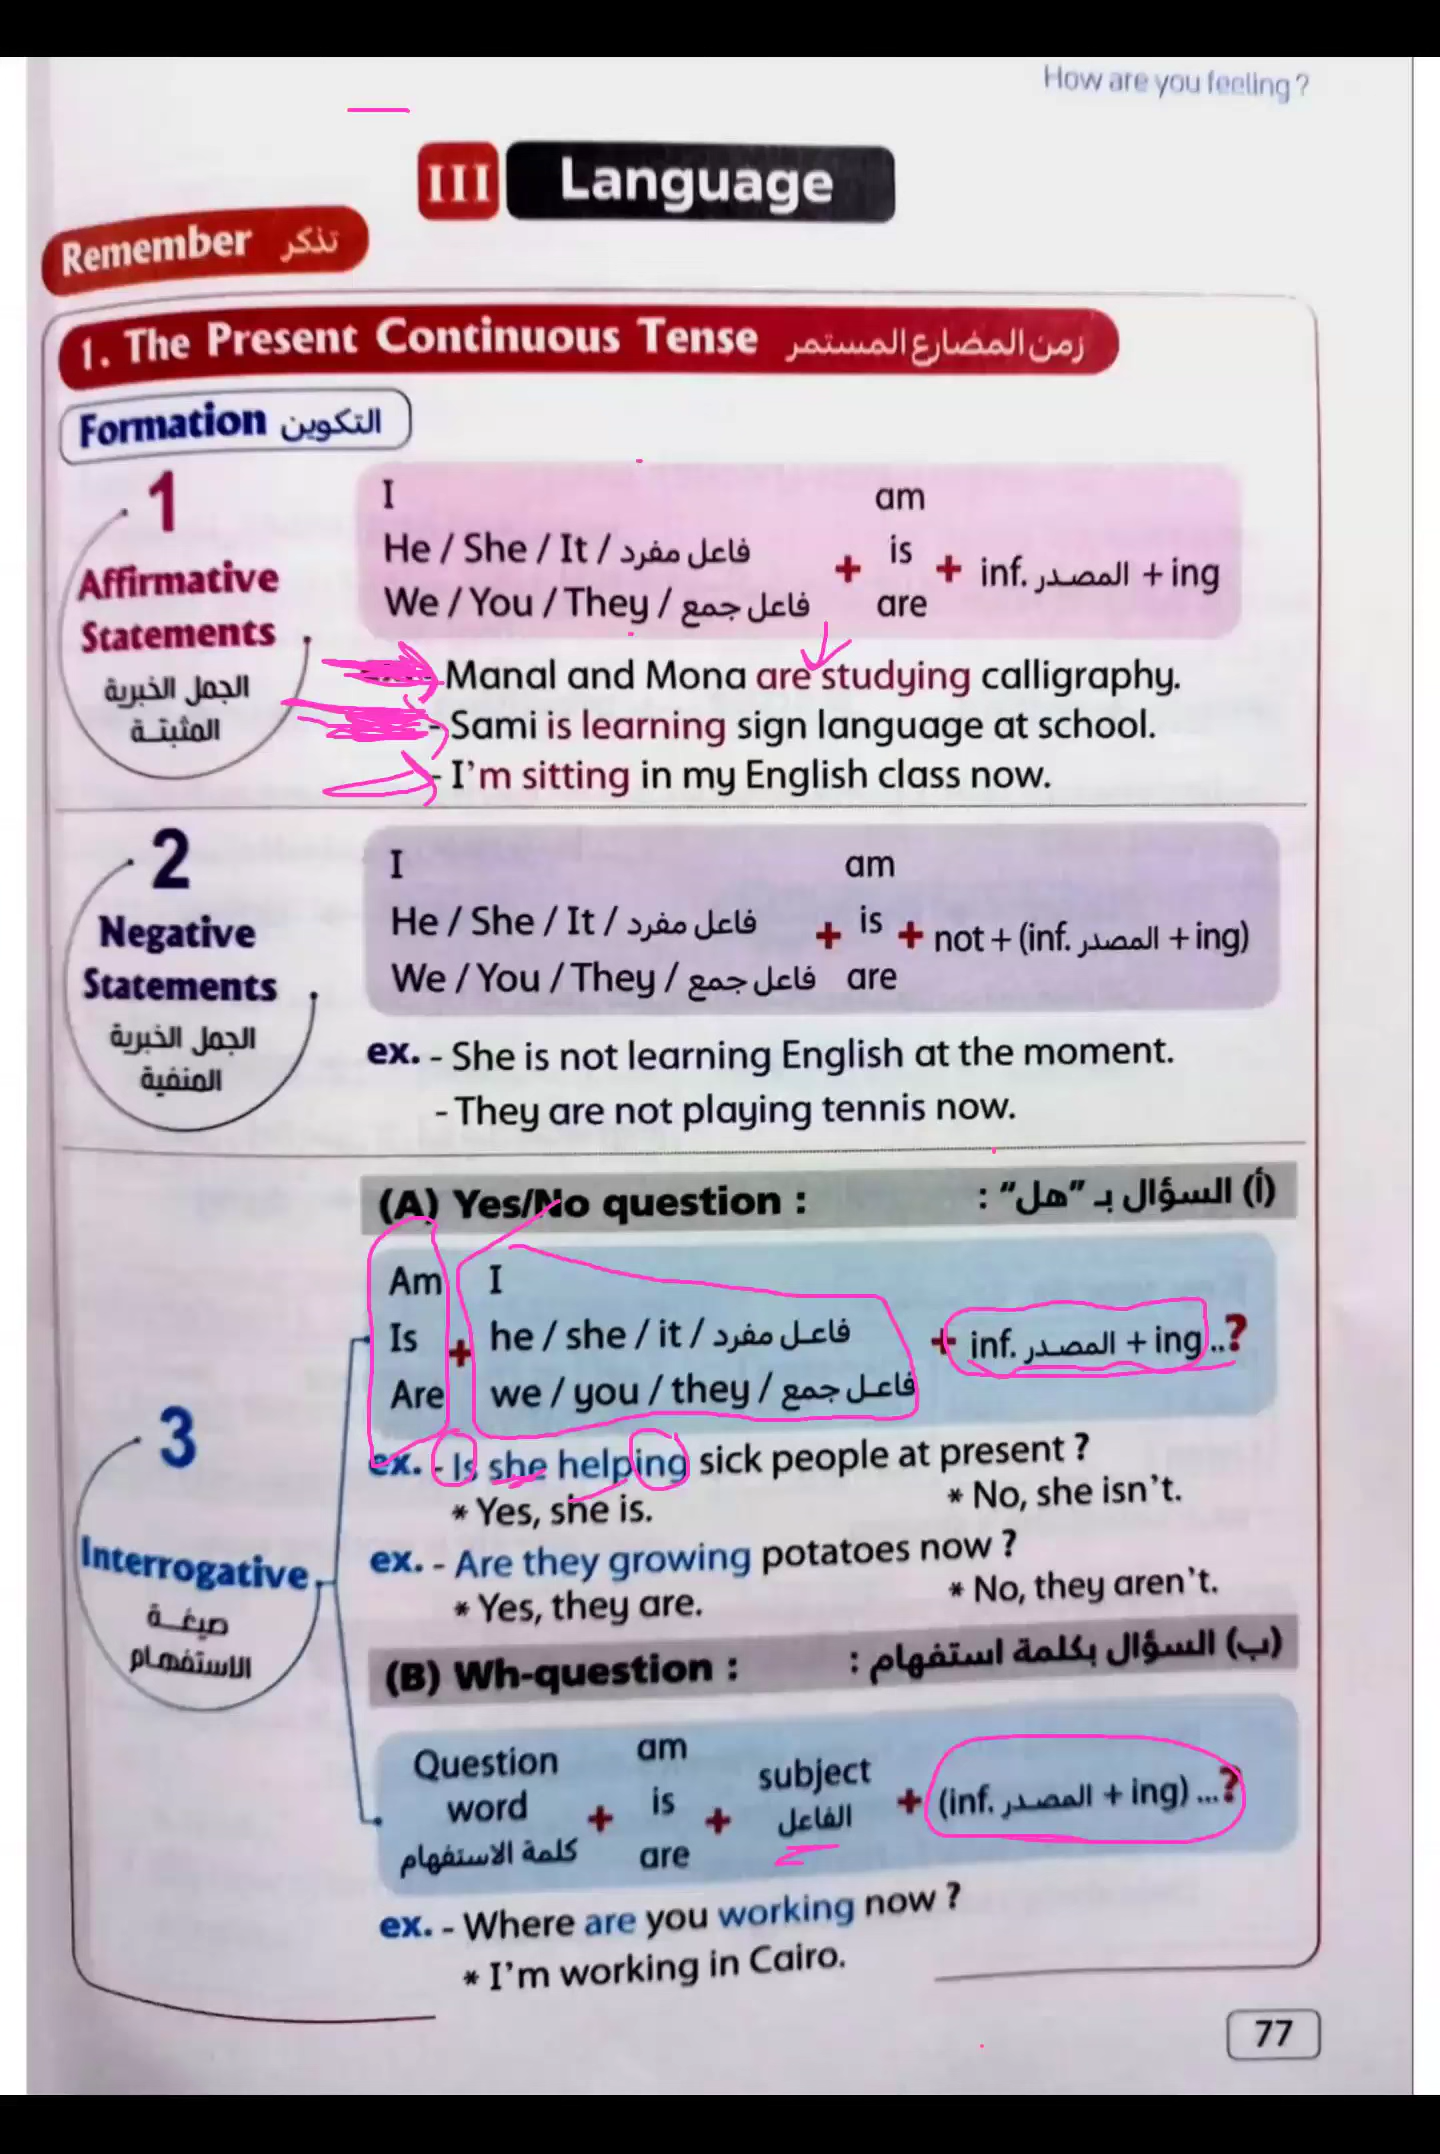 How are you feeling ?
III Language
Remember تذكر
1. The Present Continuous Tense زمن المضارع المستمر
Formation التكوين
1
Affirmative
Statements
الجمل الخبرية
المثبتة
I am
He / She / It / فاعل مفرد + is + inf. المصدر + ing
We / You / They / فاعل جمع are
- Manal and Mona are studying calligraphy.
- Sami is learning sign language at school.
- I'm sitting in my English class now.
2
Negative
Statements
الجمل الخبرية
المنفية
I am
He / She / It / فاعل مفرد + is + not + (inf. المصدر + ing)
We / You / They / فاعل جمع are
ex. - She is not learning English at the moment.
- They are not playing tennis now.
3
Interrogative
صيغة
الاستفهام
(A) Yes/No question : (أ) السؤال بـ "هل" :
Am I
Is + he / she / it / فاعل مفرد + inf. المصدر + ing ..?
Are we / you / they / فاعل جمع
ex. - Is she helping sick people at present ?
* Yes, she is. * No, she isn't.
ex. - Are they growing potatoes now ?
* Yes, they are. * No, they aren't.
(B) Wh-question : (ب) السؤال بكلمة استفهام :
Question am subject
word + is + الفاعل + (inf. المصدر + ing) ...?
كلمة الاستفهام are
ex. - Where are you working now ?
* I'm working in Cairo.
77